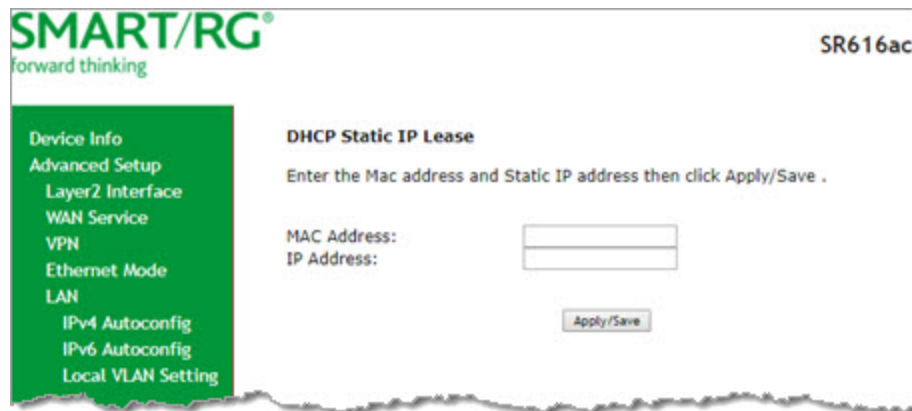 SMART/RG®
forward thinking
SR616ac
Device Info
Advanced Setup
Layer2 Interface
WAN Service
VPN
Ethernet Mode
LAN
IPv4 Autoconfig
IPv6 Autoconfig
Local VLAN Setting
DHCP Static IP Lease
Enter the Mac address and Static IP address then click Apply/Save .
MAC Address:
IP Address:
Apply/Save